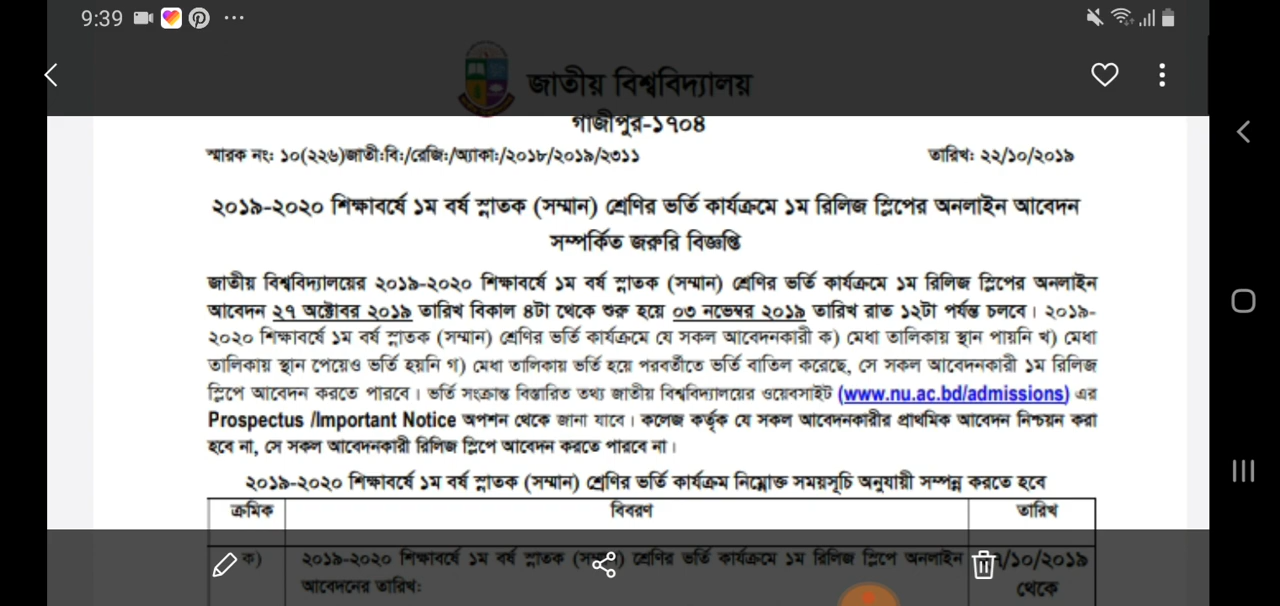 9:39
জাতীয় বিশ্ববিদ্যালয়
গাজীপুর-১৭০৪
স্মারক নং: ১০(২২৬)জাতী:বি:/রেজি:/অ্যাকা:/২০১৮/২০১৯/২৩১১ তারিখ: ২২/১০/২০১৯
২০১৯-২০২০ শিক্ষাবর্ষে ১ম বর্ষ স্নাতক (সম্মান) শ্রেণির ভর্তি কার্যক্রমে ১ম রিলিজ স্লিপের অনলাইন আবেদন
সম্পর্কিত জরুরি বিজ্ঞপ্তি
জাতীয় বিশ্ববিদ্যালয়ের ২০১৯-২০২০ শিক্ষাবর্ষে ১ম বর্ষ স্নাতক (সম্মান) শ্রেণির ভর্তি কার্যক্রমে ১ম রিলিজ স্লিপের অনলাইন
আবেদন ২৭ অক্টোবর ২০১৯ তারিখ বিকাল ৪টা থেকে শুরু হয়ে ০৩ নভেম্বর ২০১৯ তারিখ রাত ১২টা পর্যন্ত চলবে। ২০১৯-
২০২০ শিক্ষাবর্ষে ১ম বর্ষ স্নাতক (সম্মান) শ্রেণির ভর্তি কার্যক্রমে যে সকল আবেদনকারী ক) মেধা তালিকায় স্থান পায়নি খ) মেধা
তালিকায় স্থান পেয়েও ভর্তি হয়নি গ) মেধা তালিকায় ভর্তি হয়ে পরবর্তীতে ভর্তি বাতিল করেছে, সে সকল আবেদনকারী ১ম রিলিজ
স্লিপে আবেদন করতে পারবে। ভর্তি সংক্রান্ত বিস্তারিত তথ্য জাতীয় বিশ্ববিদ্যালয়ের ওয়েবসাইট (www.nu.ac.bd/admissions) এর
Prospectus /Important Notice অপশন থেকে জানা যাবে। কলেজ কর্তৃক যে সকল আবেদনকারীর প্রাথমিক আবেদন নিশ্চয়ন করা
হবে না, সে সকল আবেদনকারী রিলিজ স্লিপে আবেদন করতে পারবে না।
২০১৯-২০২০ শিক্ষাবর্ষে ১ম বর্ষ স্নাতক (সম্মান) শ্রেণির ভর্তি কার্যক্রম নিম্নোক্ত সময়সূচি অনুযায়ী সম্পন্ন করতে হবে
ক্রমিক বিবরণ তারিখ
ক) ২০১৯-২০২০ শিক্ষাবর্ষে ১ম বর্ষ স্নাতক (সম্মান) শ্রেণির ভর্তি কার্যক্রমে ১ম রিলিজ স্লিপে অনলাইন ৭/১০/২০১৯
আবেদনের তারিখ: থেকে